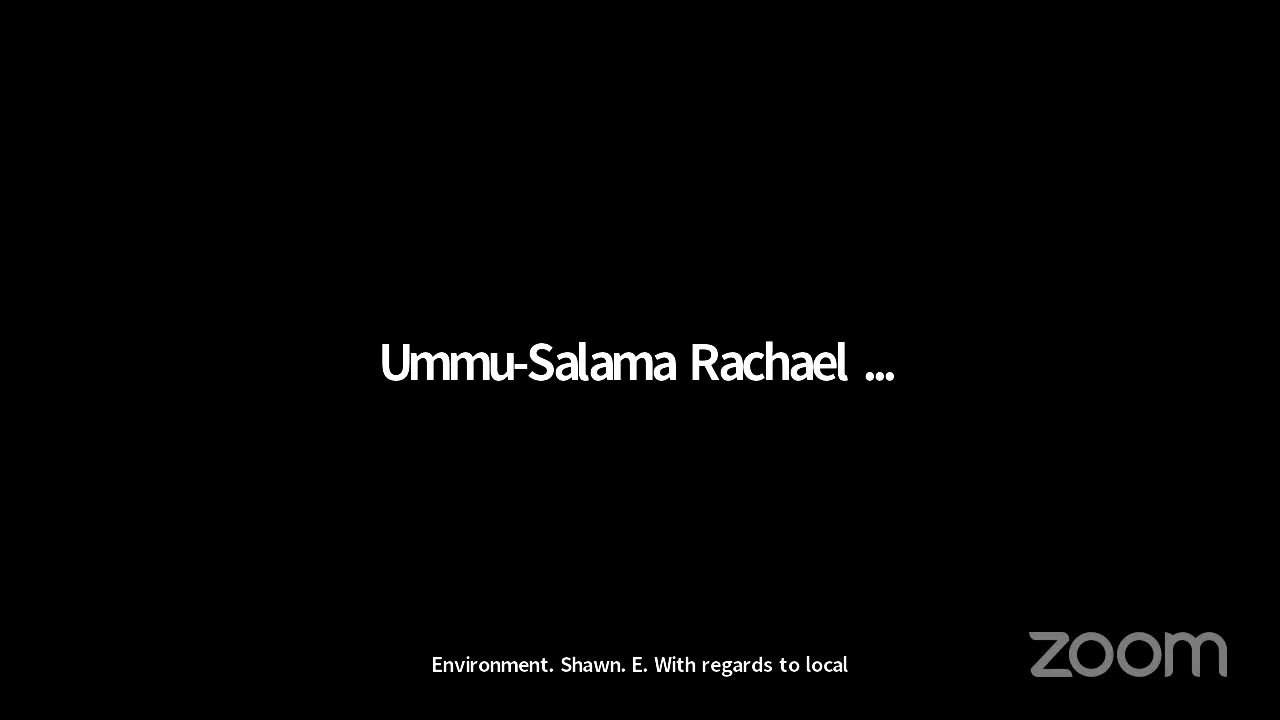 Ummu-Salama Rachael ...
Environment. Shawn. E. With regards to local
zoom